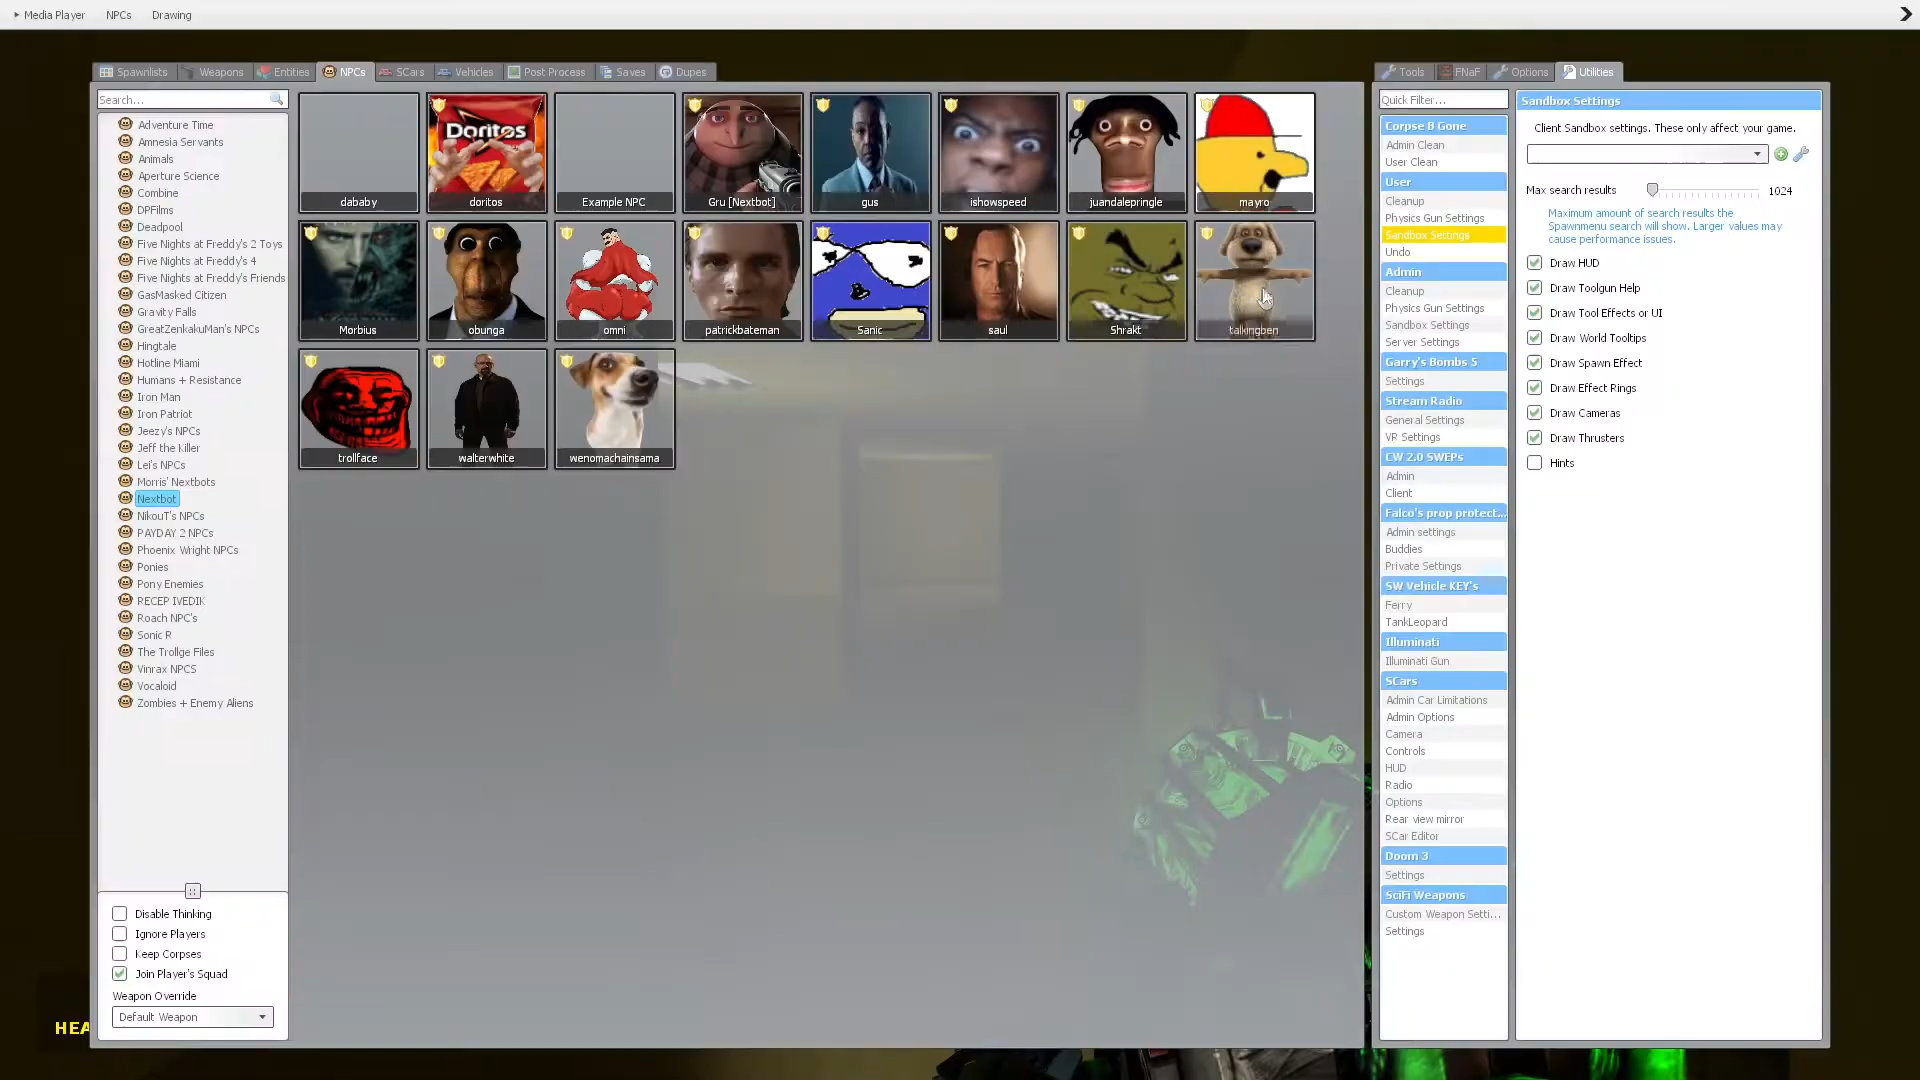 Media Player
NPCs
Drawing
Spawnlists
Weapons
Entities
NPCs
SCars
Vehicles
Post Process
Saves
Dupes
Search...
Adventure Time
Amnesia Servants
Animals
Aperture Science
Combine
DPFilms
Deadpool
Five Nights at Freddy's 2 Toys
Five Nights at Freddy's 4
Five Nights at Freddy's Friends
GasMasked Citizen
Gravity Falls
GreatZenkakuMan's NPCs
Hingtale
Hotline Miami
Humans + Resistance
Iron Man
Iron Patriot
Jeezy's NPCs
Jeff the Killer
Lei's NPCs
Morris' Nextbots
Nextbot
NikouT's NPCs
PAYDAY 2 NPCs
Phoenix Wright NPCs
Ponies
Pony Enemies
RECEP IVEDIK
Roach NPC's
Sonic R
The Trollge Files
Vinrax NPCS
Vocaloid
Zombies + Enemy Aliens
Disable Thinking
Ignore Players
Keep Corpses
Join Player's Squad
Weapon Override
Default Weapon
HEA
Doritos
dababy
doritos
Example NPC
Gru [Nextbot]
gus
ishowspeed
juandalepringle
mayro
Morbius
obunga
omni
patrickbateman
Sanic
saul
Shrakt
talkingben
trollface
walterwhite
wenomachainsama
Tools
FNaF
Options
Utilities
Quick Filter...
Corpse B Gone
Admin Clean
User Clean
User
Cleanup
Physics Gun Settings
Sandbox Settings
Undo
Admin
Cleanup
Physics Gun Settings
Sandbox Settings
Server Settings
Garry's Bombs 5
Settings
Stream Radio
General Settings
VR Settings
CW 2.0 SWEPs
Admin
Client
Falco's prop protect...
Admin settings
Buddies
Private Settings
SW Vehicle KEY's
Ferry
TankLeopard
Illuminati
Illuminati Gun
SCars
Admin Car Limitations
Admin Options
Camera
Controls
HUD
Radio
Options
Rear view mirror
SCar Editor
Doom 3
Settings
SciFi Weapons
Custom Weapon Setti...
Settings
Sandbox Settings
Client Sandbox settings. These only affect your game.
Max search results 1024
Maximum amount of search results the
Spawnmenu search will show. Larger values may
cause performance issues.
Draw HUD
Draw Toolgun Help
Draw Tool Effects or UI
Draw World Tooltips
Draw Spawn Effect
Draw Effect Rings
Draw Cameras
Draw Thrusters
Hints